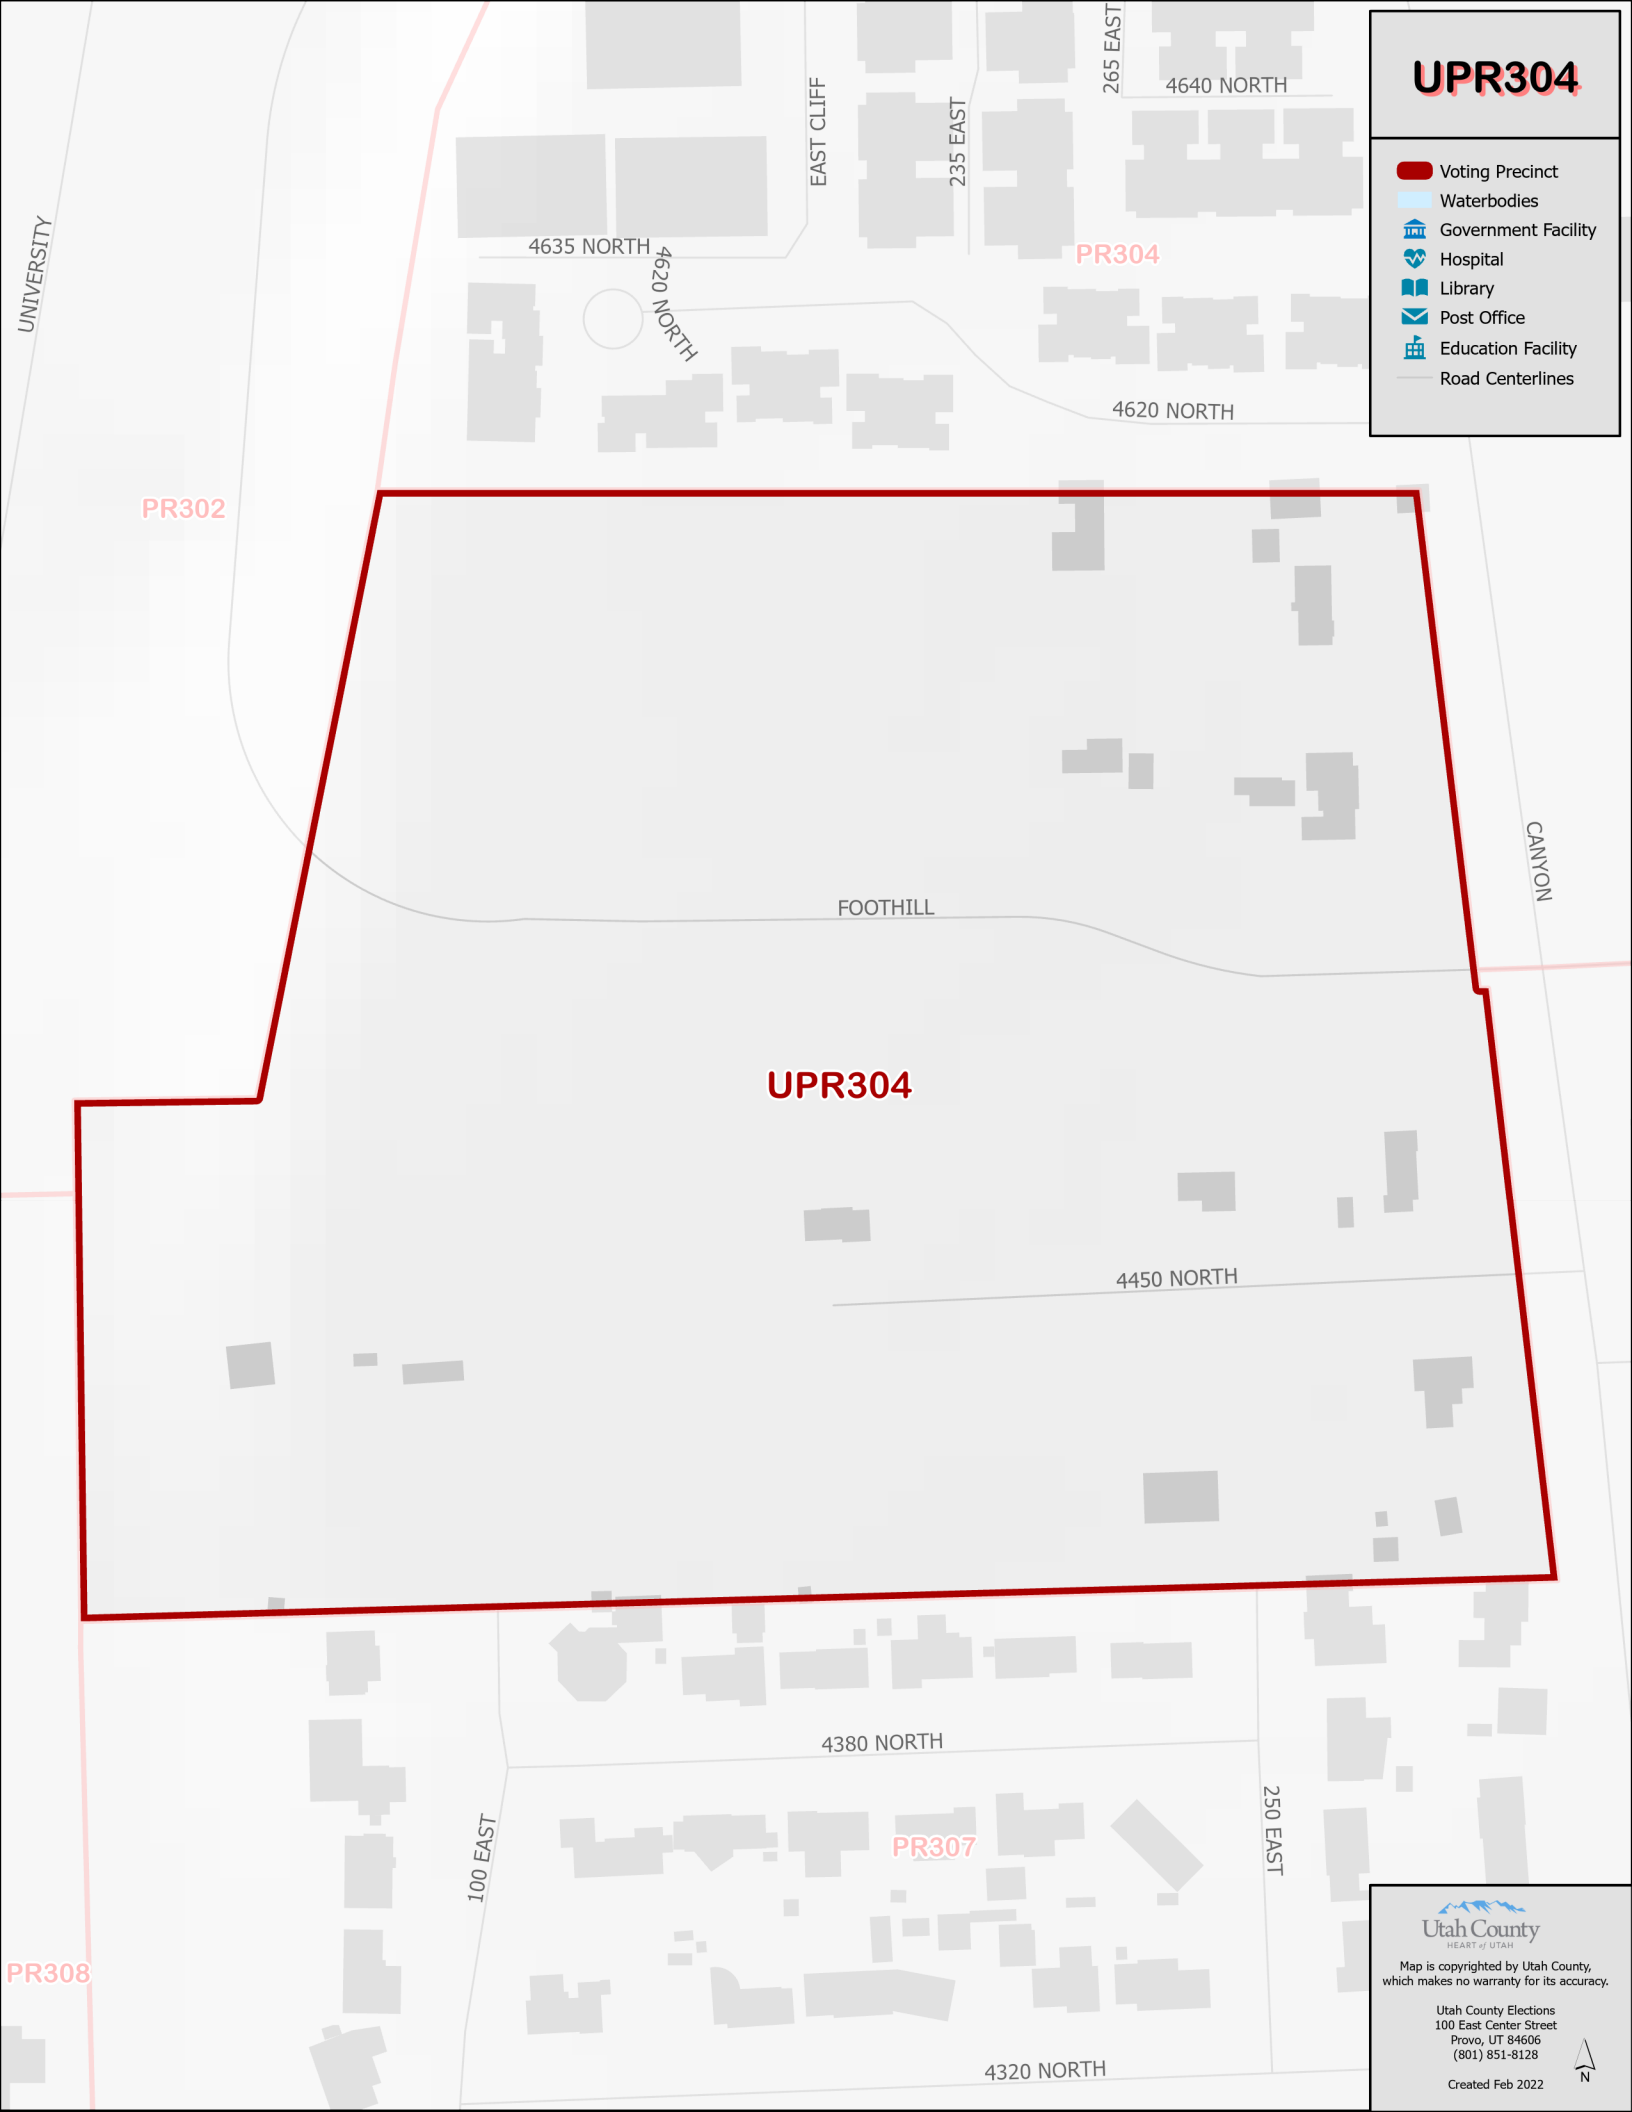 UPR304
Voting Precinct
Waterbodies
Government Facility
Hospital
Library
Post Office
Education Facility
Road Centerlines
265 EAST
4640 NORTH
EAST CLIFF
235 EAST
UNIVERSITY
4635 NORTH
4620 NORTH
PR304
4620 NORTH
PR302
CANYON
FOOTHILL
UPR304
4450 NORTH
4380 NORTH
100 EAST
250 EAST
PR307
PR308
4320 NORTH
Utah County
HEART of UTAH
Map is copyrighted by Utah County,
which makes no warranty for its accuracy.
Utah County Elections
100 East Center Street
Provo, UT 84606
(801) 851-8128
Created Feb 2022
N